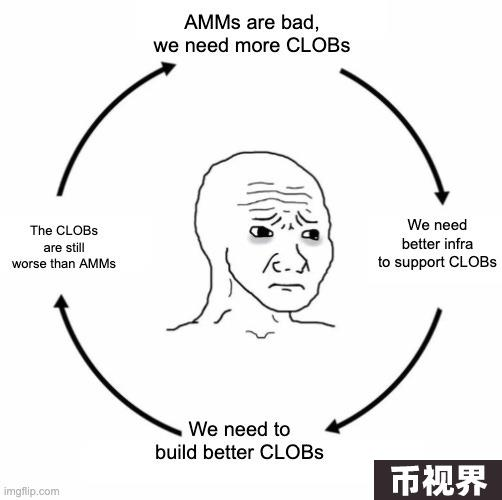 AMMs are bad,
we need more CLOBs
We need
better infra
to support CLOBs
We need to
build better CLOBs
The CLOBs
are still
worse than AMMs
imgflip.com
币视界